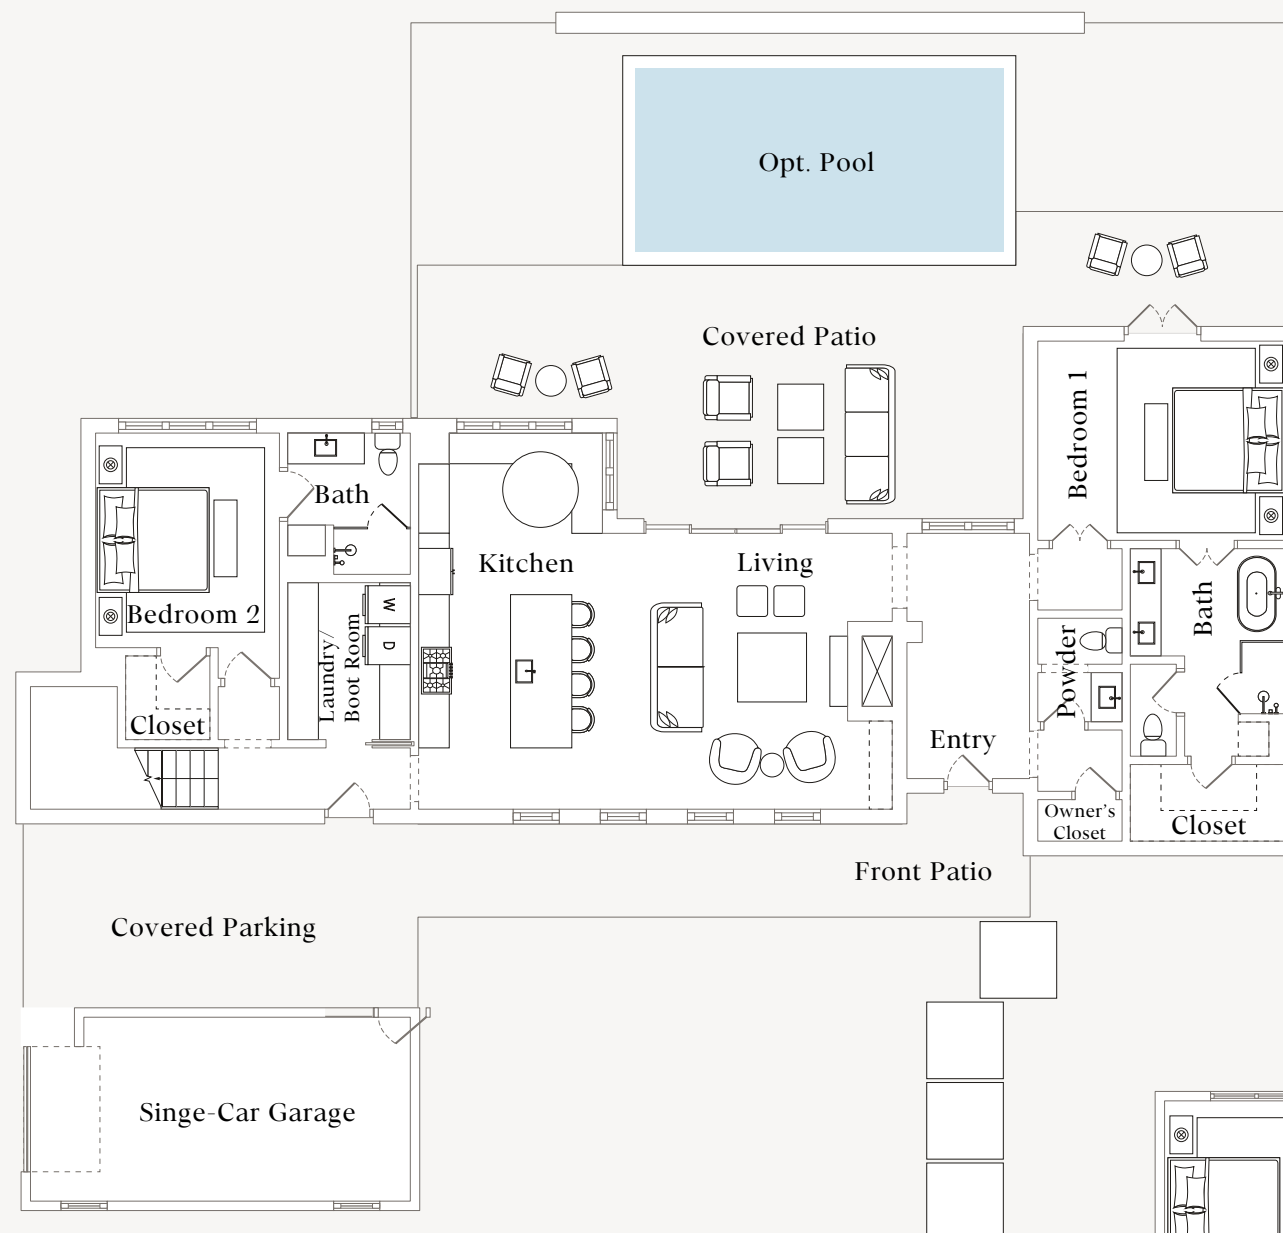 Opt. Pool
Covered Patio
Bedroom 1
Bath
Kitchen
Living
Bedroom 2
Laundry/
Boot Room
W
D
Bath
Powder
Closet
Entry
Owner's
Closet
Closet
Front Patio
Covered Parking
Singe-Car Garage